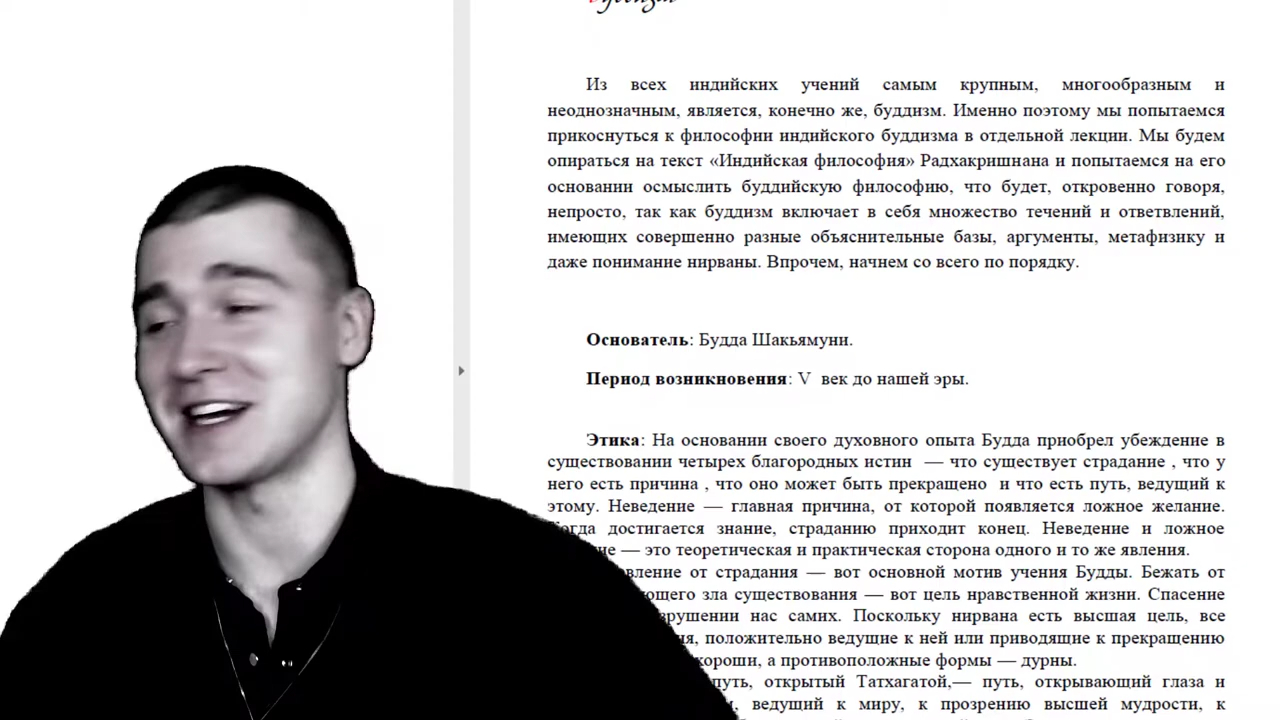 Из всех индийских учений самым крупным, многообразным и
неоднозначным, является, конечно же, буддизм. Именно поэтому мы попытаемся
прикоснуться к философии индийского буддизма в отдельной лекции. Мы будем
опираться на текст «Индийская философия» Радхакришнана и попытаемся на его
основании осмыслить буддийскую философию, что будет, откровенно говоря,
непросто, так как буддизм включает в себя множество течений и ответвлений,
имеющих совершенно разные объяснительные базы, аргументы, метафизику и
даже понимание нирваны. Впрочем, начнем со всего по порядку.
Основатель: Будда Шакьямуни.
Период возникновения: V век до нашей эры.
Этика: На основании своего духовного опыта Будда приобрел убеждение в
существовании четырех благородных истин — что существует страдание , что у
него есть причина , что оно может быть прекращено и что есть путь, ведущий к
этому. Неведение — главная причина, от которой появляется ложное желание.
достигается знание, страданию приходит конец. Неведение и ложное
— это теоретическая и практическая сторона одного и то же явления.
от страдания — вот основной мотив учения Будды. Бежать от
зла существования — вот цель нравственной жизни. Спасение
нас самих. Поскольку нирвана есть высшая цель, все
положительно ведущие к ней или приводящие к прекращению
хороши, а противоположные формы — дурны.
путь, открытый Татхагатой,— путь, открывающий глаза и
ведущий к миру, к прозрению высшей мудрости, к